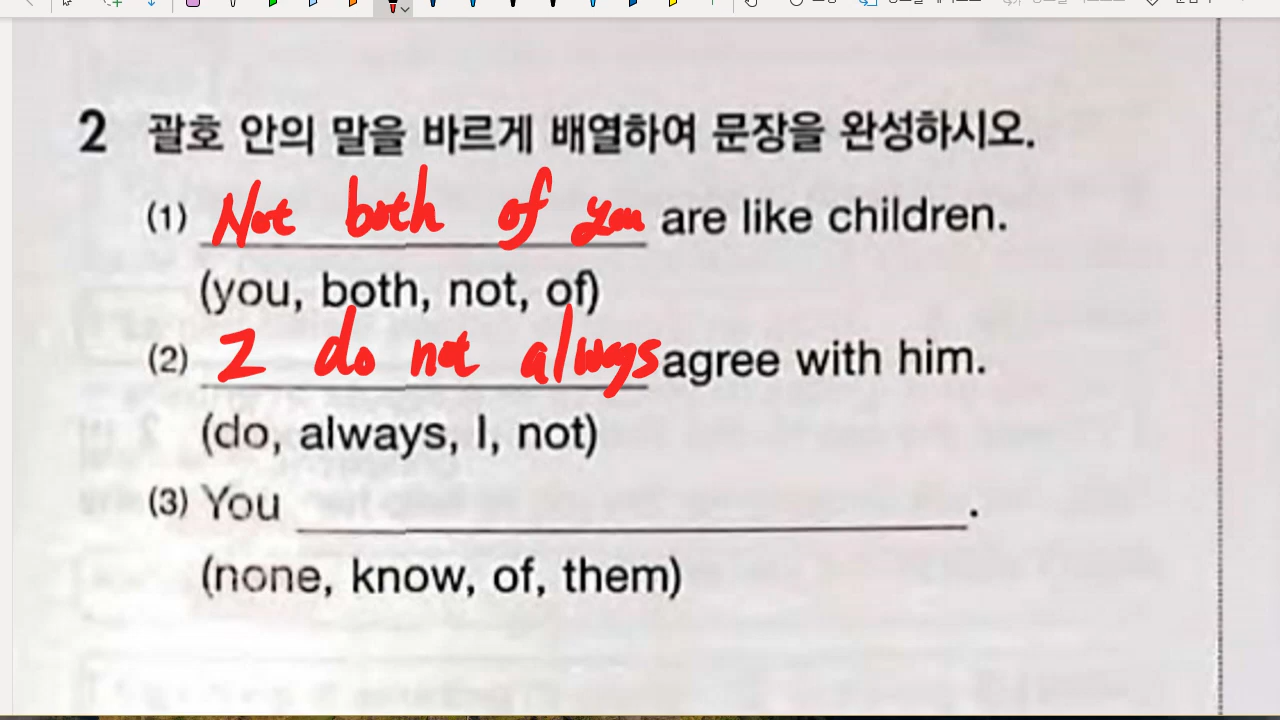 2 괄호 안의 말을 바르게 배열하여 문장을 완성하시오.
(1) Not both of you are like children.
(you, both, not, of)
(2) I do not always agree with him.
(do, always, I, not)
(3) You .
(none, know, of, them)